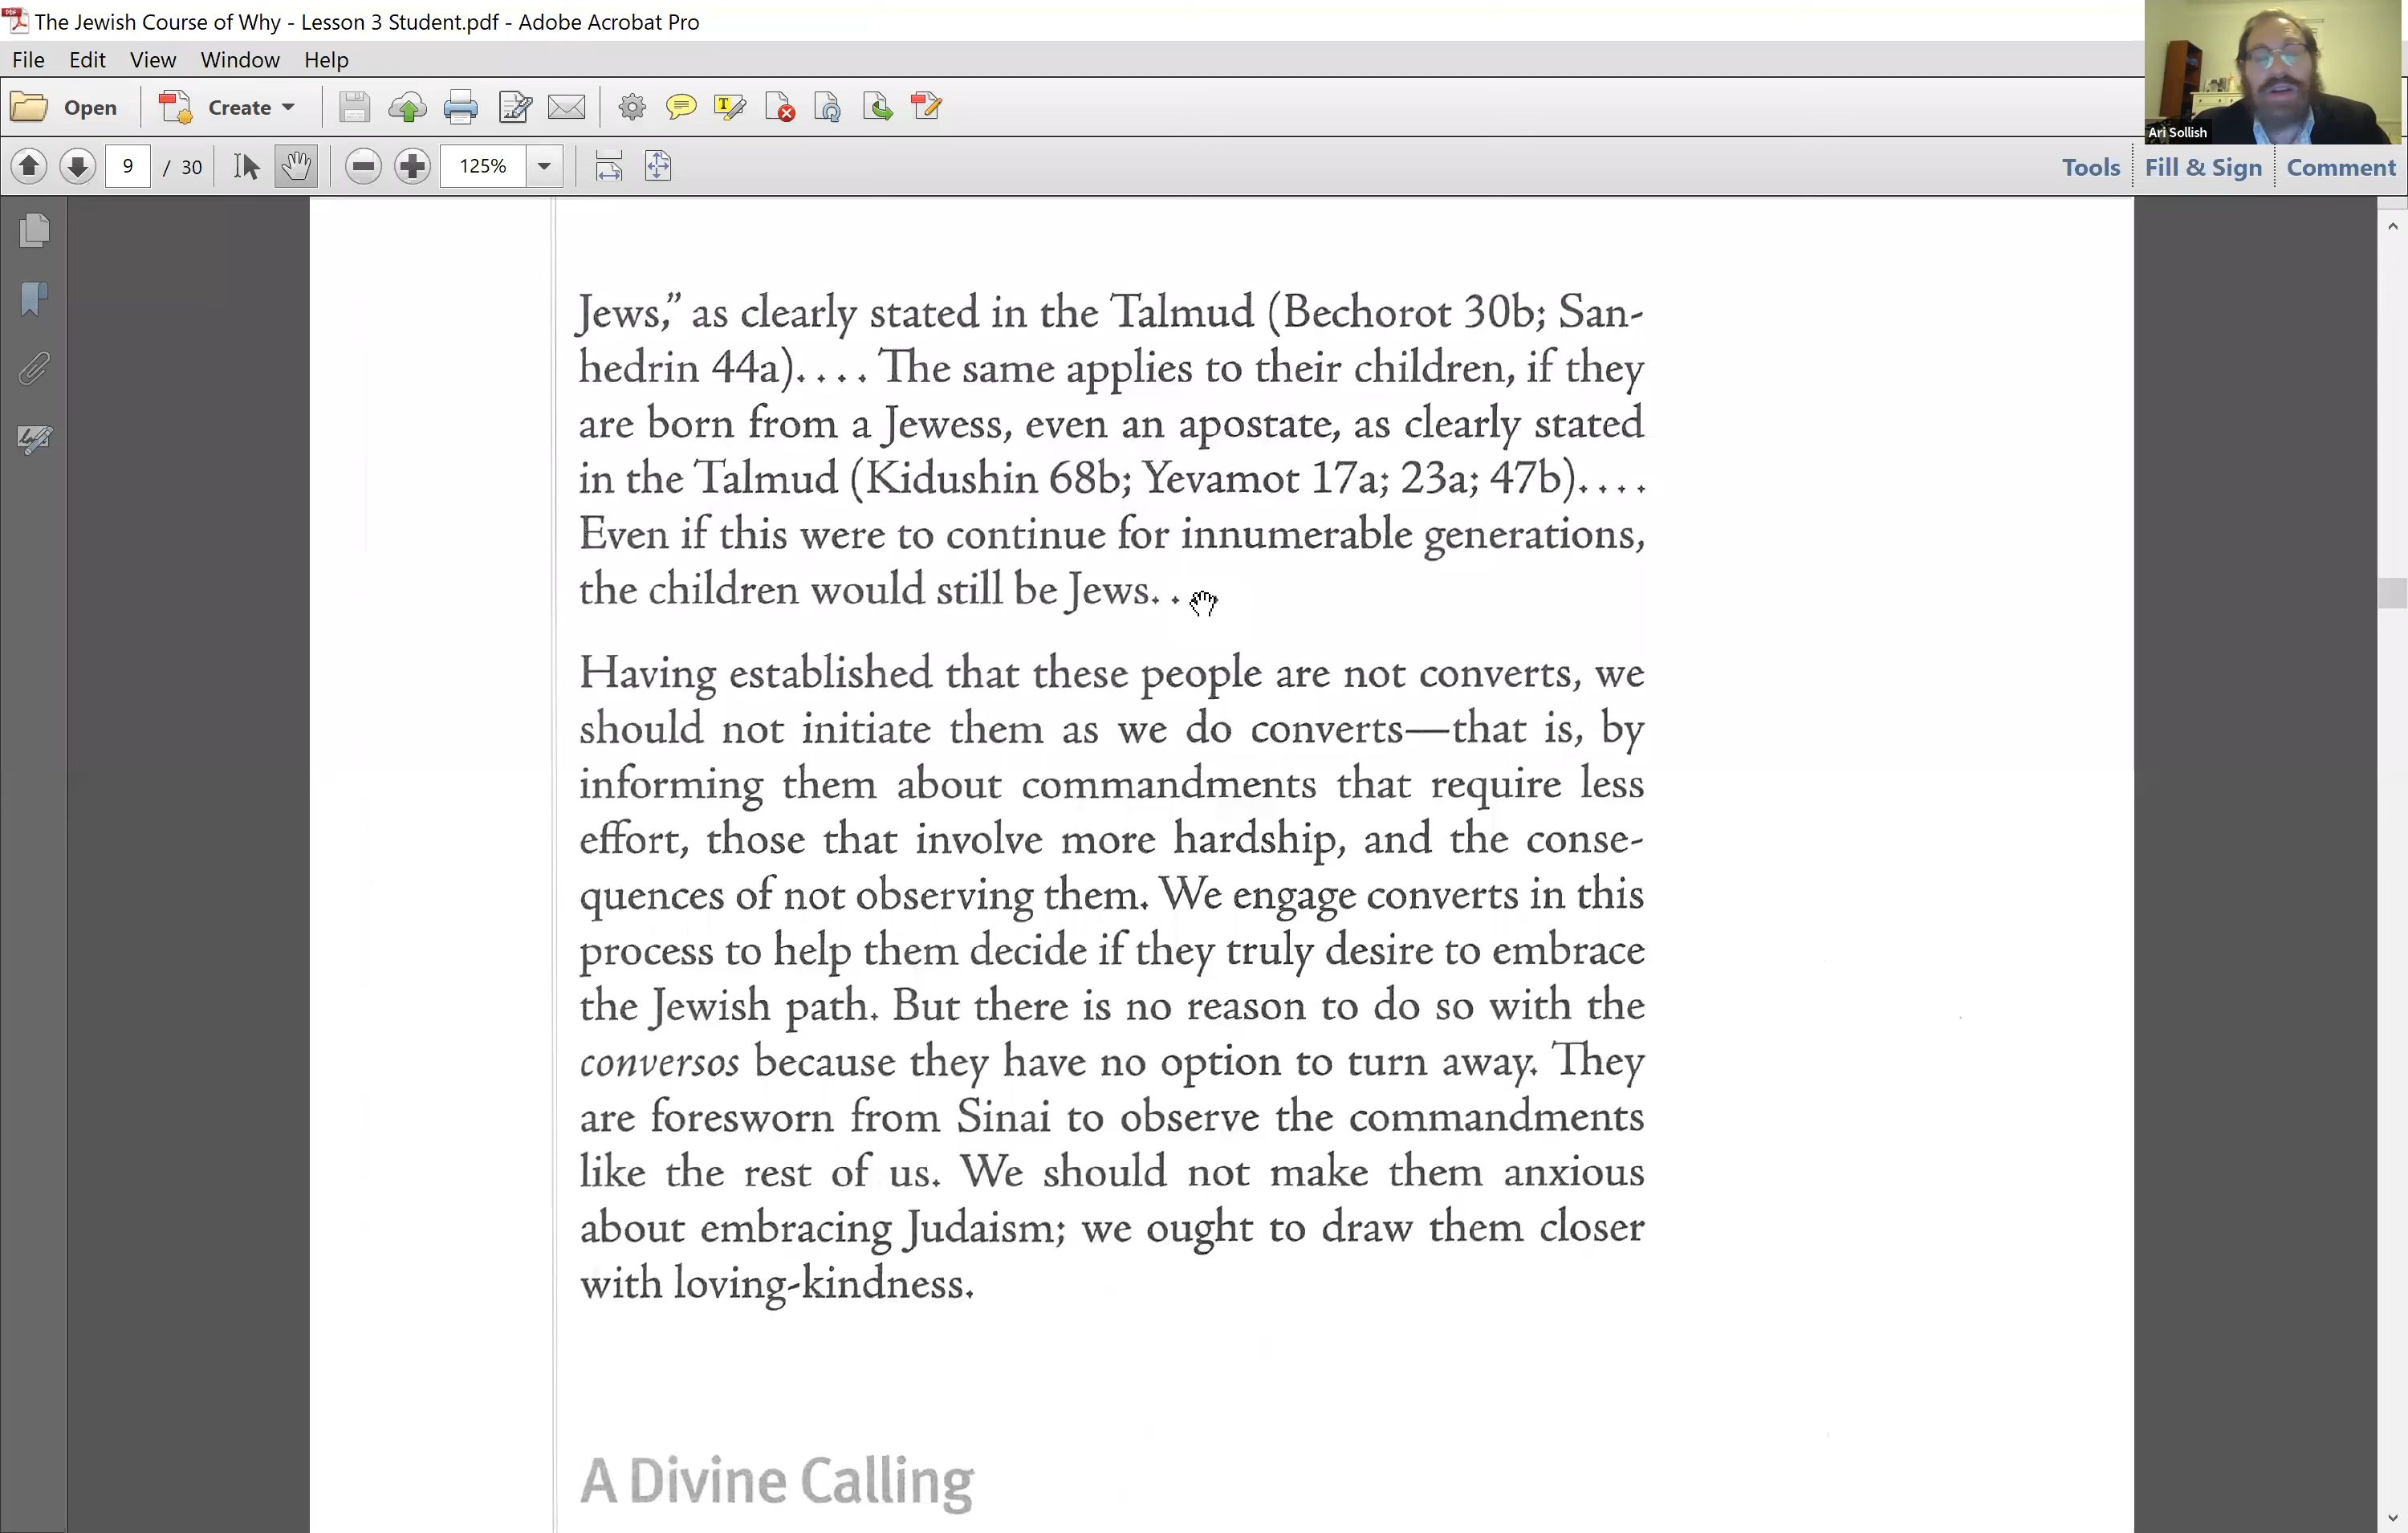 The Jewish Course of Why - Lesson 3 Student.pdf - Adobe Acrobat Pro
File Edit View Window Help
Open Create
Ari Sollish
9 / 30 125% Tools Fill & Sign Comment
Jews,” as clearly stated in the Talmud (Bechorot 30b; San-
hedrin 44a). . . . The same applies to their children, if they
are born from a Jewess, even an apostate, as clearly stated
in the Talmud (Kidushin 68b; Yevamot 17a; 23a; 47b). . . .
Even if this were to continue for innumerable generations,
the children would still be Jews. . .
Having established that these people are not converts, we
should not initiate them as we do converts—that is, by
informing them about commandments that require less
effort, those that involve more hardship, and the conse-
quences of not observing them. We engage converts in this
process to help them decide if they truly desire to embrace
the Jewish path. But there is no reason to do so with the
conversos because they have no option to turn away. They
are foresworn from Sinai to observe the commandments
like the rest of us. We should not make them anxious
about embracing Judaism; we ought to draw them closer
with loving-kindness.
A Divine Calling